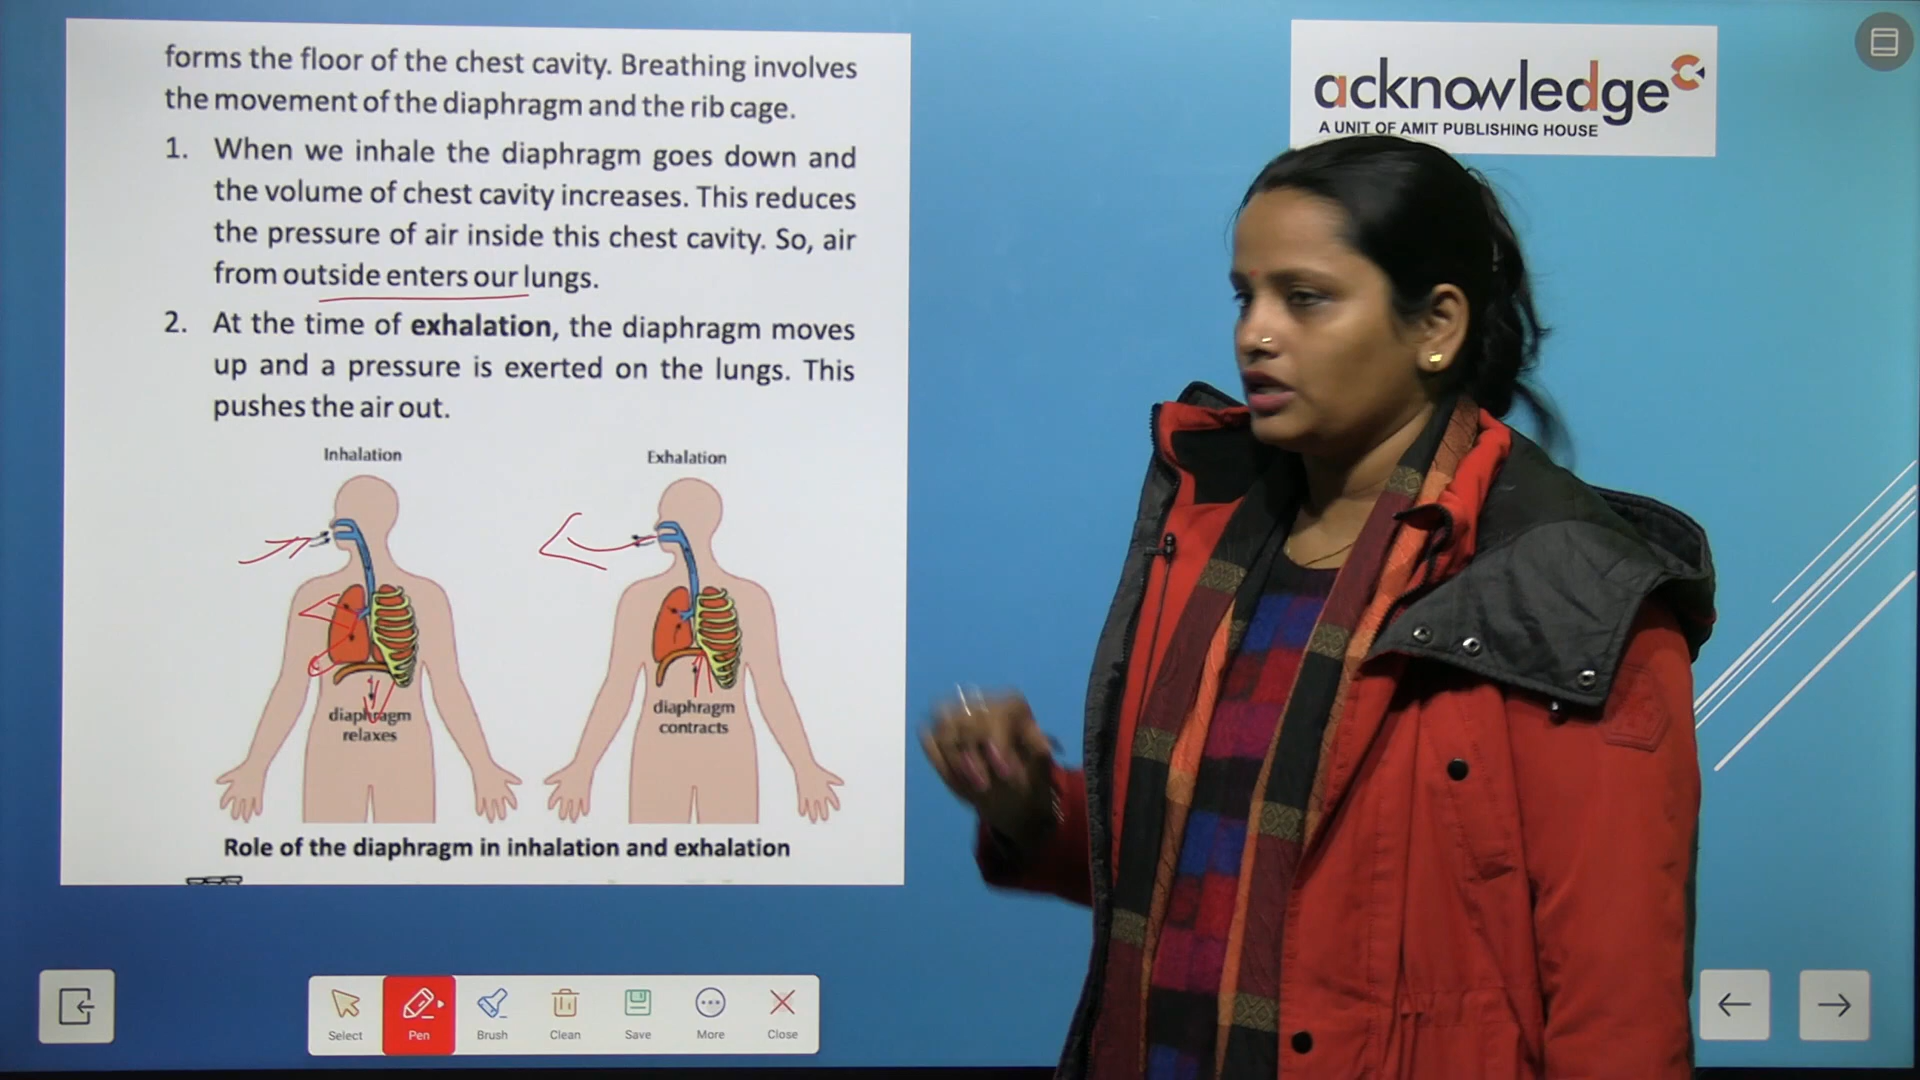 forms the floor of the chest cavity. Breathing involves
the movement of the diaphragm and the rib cage.
1. When we inhale the diaphragm goes down and
the volume of chest cavity increases. This reduces
the pressure of air inside this chest cavity. So, air
from outside enters our lungs.
2. At the time of exhalation, the diaphragm moves
up and a pressure is exerted on the lungs. This
pushes the air out.
Inhalation
Exhalation
diaphragm
relaxes
diaphragm
contracts
Role of the diaphragm in inhalation and exhalation
acknowledge
A UNIT OF AMIT PUBLISHING HOUSE
Select
Pen
Brush
Clean
Save
More
Close